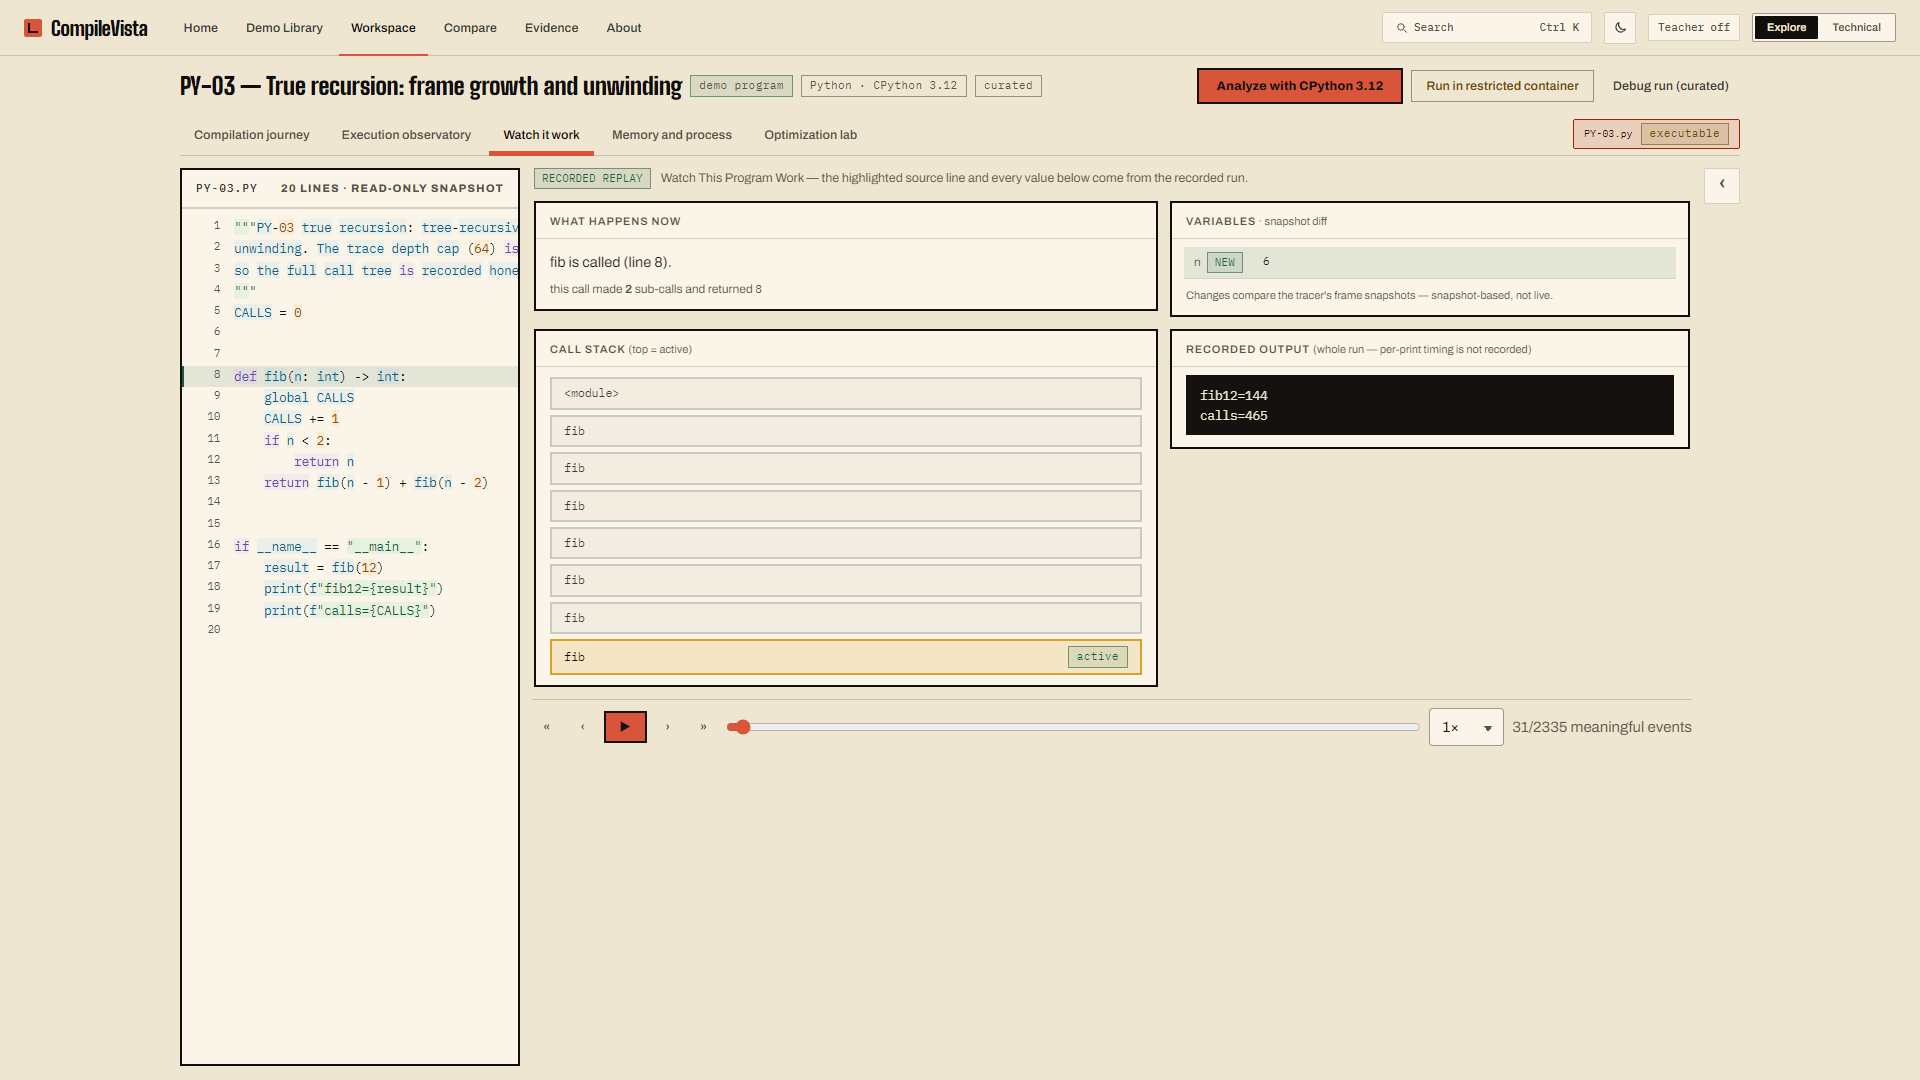 CompileVista Home Demo Library Workspace Compare Evidence About Search Ctrl K Teacher off Explore Technical
PY-03 — True recursion: frame growth and unwinding demo program Python · CPython 3.12 curated Analyze with CPython 3.12 Run in restricted container Debug run (curated)
Compilation journey Execution observatory Watch it work Memory and process Optimization lab PY-03.py executable
PY-03.PY 20 LINES · READ-ONLY SNAPSHOT
1 """PY-03 true recursion: tree-recursiv
2 unwinding. The trace depth cap (64) is
3 so the full call tree is recorded hone
4 """
5 CALLS = 0
6
7
8 def fib(n: int) -> int:
9 global CALLS
10 CALLS += 1
11 if n < 2:
12 return n
13 return fib(n - 1) + fib(n - 2)
14
15
16 if __name__ == "__main__":
17 result = fib(12)
18 print(f"fib12={result}")
19 print(f"calls={CALLS}")
20
RECORDED REPLAY Watch This Program Work — the highlighted source line and every value below come from the recorded run.
‹
WHAT HAPPENS NOW
fib is called (line 8).
this call made 2 sub-calls and returned 8
VARIABLES · snapshot diff
n NEW 6
Changes compare the tracer's frame snapshots — snapshot-based, not live.
CALL STACK (top = active)
<module>
fib
fib
fib
fib
fib
fib
fib active
RECORDED OUTPUT (whole run — per-print timing is not recorded)
fib12=144
calls=465
« ‹ ▶ › » 1× 31/2335 meaningful events